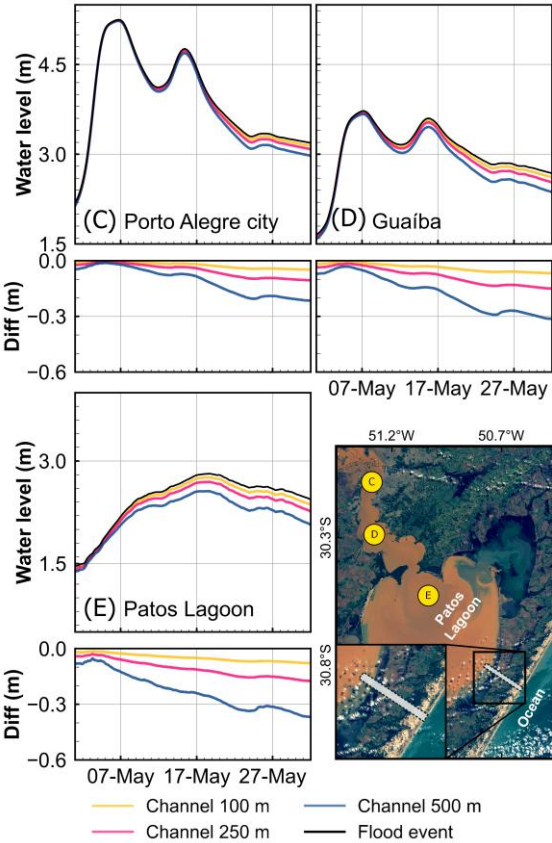 Water level (m)
4.5
3.0
1.5
(C) Porto Alegre city
Water level (m)
(D) Guaíba
Diff (m)
0.0
−0.3
−0.6
07-May 17-May 27-May
Water level (m)
3.0
1.5
(E) Patos Lagoon
Diff (m)
0.0
−0.3
−0.6
07-May 17-May 27-May
51.2°W 50.7°W
30.3°S
30.8°S
C
D
E
Patos
Lagoon
Ocean
Channel 100 m Channel 500 m
Channel 250 m Flood event